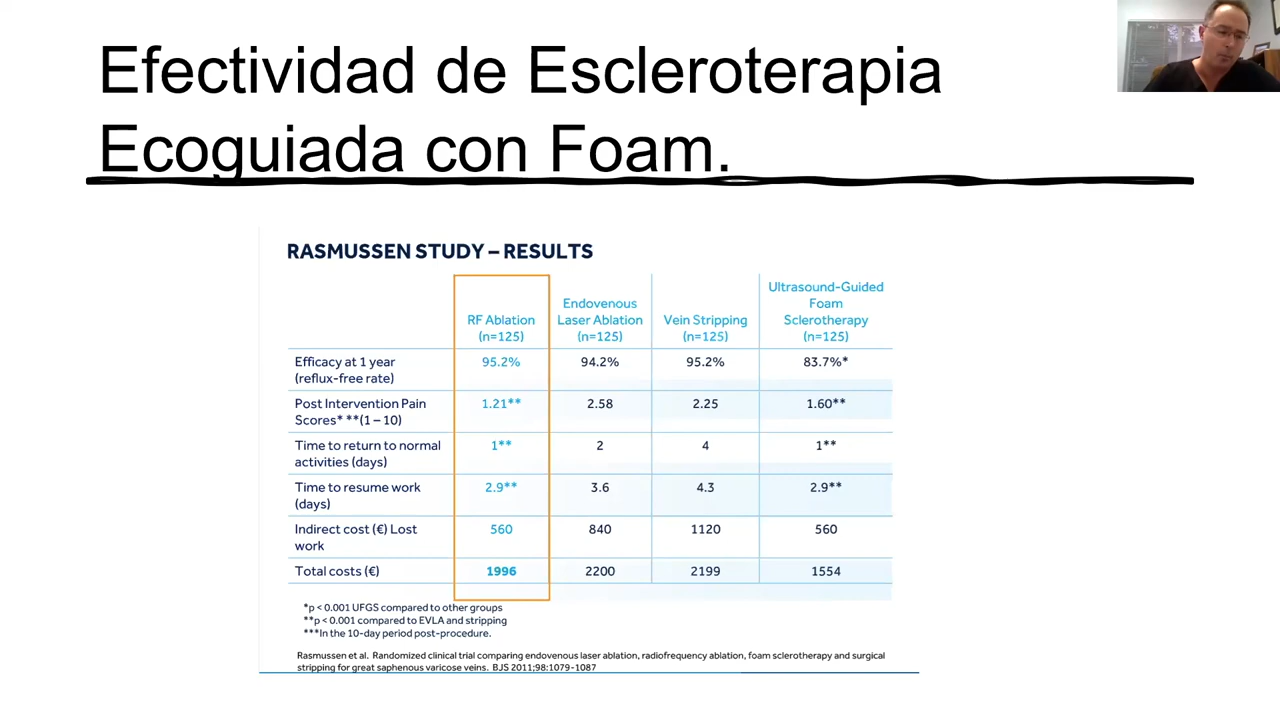 Efectividad de Escleroterapia
Ecoguiada con Foam.
RASMUSSEN STUDY – RESULTS
RF Ablation
(n=125)
Endovenous
Laser Ablation
(n=125)
Vein Stripping
(n=125)
Ultrasound-Guided
Foam
Sclerotherapy
(n=125)
Efficacy at 1 year
(reflux-free rate)
95.2%
94.2%
95.2%
83.7%*
Post Intervention Pain
Scores* **(1 – 10)
1.21**
2.58
2.25
1.60**
Time to return to normal
activities (days)
1**
2
4
1**
Time to resume work
(days)
2.9**
3.6
4.3
2.9**
Indirect cost (€) Lost
work
560
840
1120
560
Total costs (€)
1996
2200
2199
1554
*p < 0.001 UFGS compared to other groups
**p < 0.001 compared to EVLA and stripping
***In the 10-day period post-procedure.
Rasmussen et al. Randomized clinical trial comparing endovenous laser ablation, radiofrequency ablation, foam sclerotherapy and surgical
stripping for great saphenous varicose veins. BJS 2011;98:1079-1087